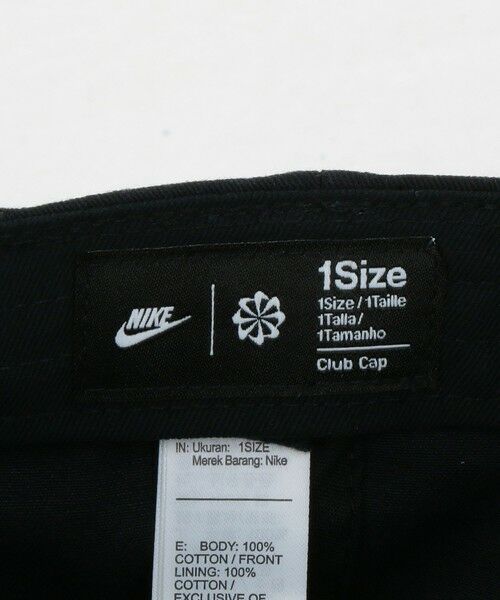 NIKE
1Size
1Size / 1Taille
1Talla /
1Tamanho
Club Cap
IN: Ukuran: 1SIZE
Merek Barang: Nike
E: BODY: 100%
COTTON / FRONT
LINING: 100%
COTTON /
EXCLUSIVE OF